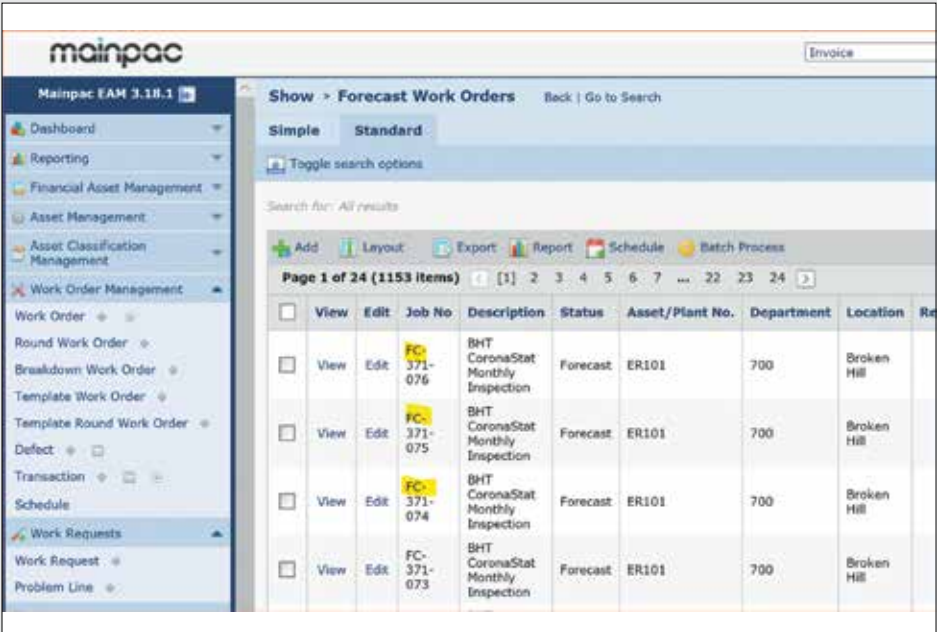 mainpac
Invoice
Mainpac EAM 3.18.1
Dashboard
Reporting
Financial Asset Management
Asset Management
Asset Classification
Management
Work Order Management
Work Order
Round Work Order
Breakdown Work Order
Template Work Order
Template Round Work Order
Defect
Transaction
Schedule
Work Requests
Work Request
Problem Line
Show > Forecast Work Orders Back | Go to Search
Simple Standard
Toggle search options
Search for: All results
Add Layout Export Report Schedule Batch Process
Page 1 of 24 (1153 items) [1] 2 3 4 5 6 7 ... 22 23 24
View Edit Job No Description Status Asset/Plant No. Department Location Re
View Edit FC-371-076 BHT CoronaStat Monthly Inspection Forecast ER101 700 Broken Hill
View Edit FC-371-075 BHT CoronaStat Monthly Inspection Forecast ER101 700 Broken Hill
View Edit FC-371-074 BHT CoronaStat Monthly Inspection Forecast ER101 700 Broken Hill
View Edit FC-371-073 BHT CoronaStat Monthly Inspection Forecast ER101 700 Broken Hill